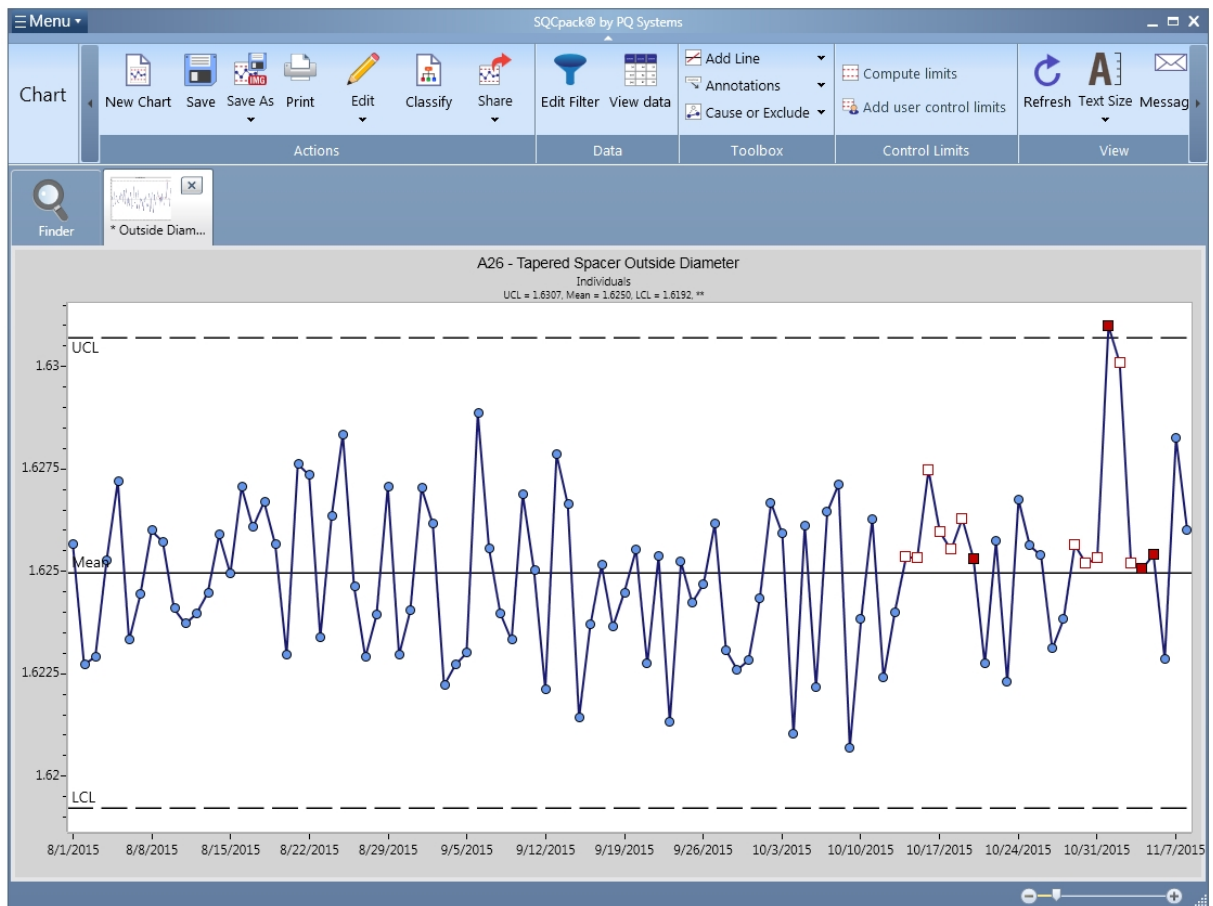 Menu
SQCpack® by PQ Systems
Chart
New Chart
Save
Save As
IMG
Print
Edit
Classify
Share
Actions
Edit Filter
View data
Data
Add Line
Annotations
Cause or Exclude
Toolbox
Compute limits
Add user control limits
Control Limits
Refresh
A
Text Size
Messag
View
Finder
* Outside Diam...
A26 - Tapered Spacer Outside Diameter
Individuals
UCL = 1.6307, Mean = 1.6250, LCL = 1.6192, **
UCL
1.63
1.6275
Mean
1.625
1.6225
1.62
LCL
8/1/2015 8/8/2015 8/15/2015 8/22/2015 8/29/2015 9/5/2015 9/12/2015 9/19/2015 9/26/2015 10/3/2015 10/10/2015 10/17/2015 10/24/2015 10/31/2015 11/7/2015